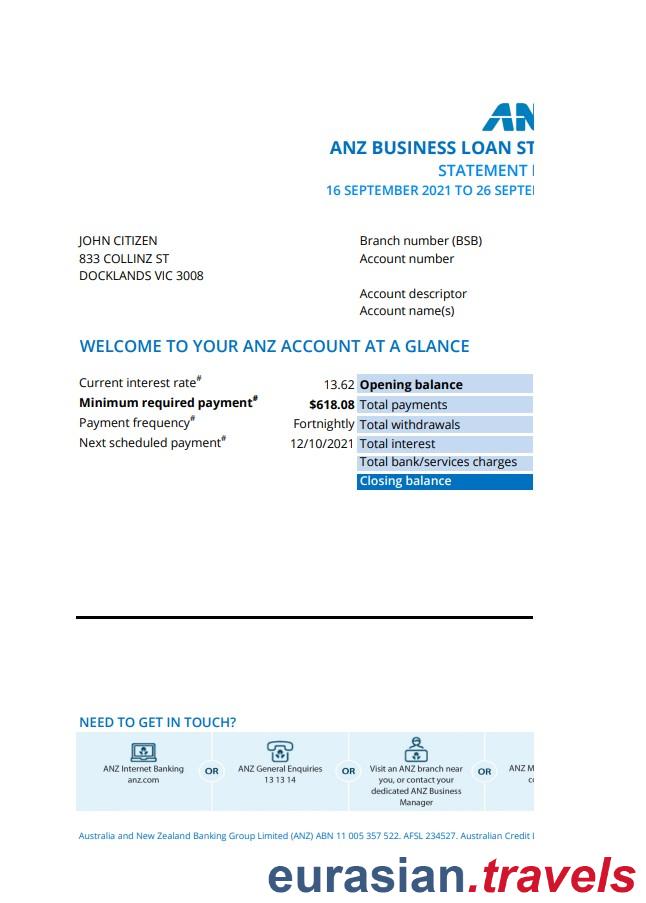 AN
ANZ BUSINESS LOAN ST
STATEMENT
16 SEPTEMBER 2021 TO 26 SEPTE
JOHN CITIZEN
833 COLLINZ ST
DOCKLANDS VIC 3008
Branch number (BSB)
Account number
Account descriptor
Account name(s)
WELCOME TO YOUR ANZ ACCOUNT AT A GLANCE
Current interest rate# 13.62
Minimum required payment# $618.08
Payment frequency# Fortnightly
Next scheduled payment# 12/10/2021
Opening balance
Total payments
Total withdrawals
Total interest
Total bank/services charges
Closing balance
NEED TO GET IN TOUCH?
ANZ Internet Banking
anz.com
OR
ANZ General Enquiries
13 13 14
OR
Visit an ANZ branch near
you, or contact your
dedicated ANZ Business
Manager
OR
ANZ M
co
Australia and New Zealand Banking Group Limited (ANZ) ABN 11 005 357 522. AFSL 234527. Australian Credit
eurasian.travels